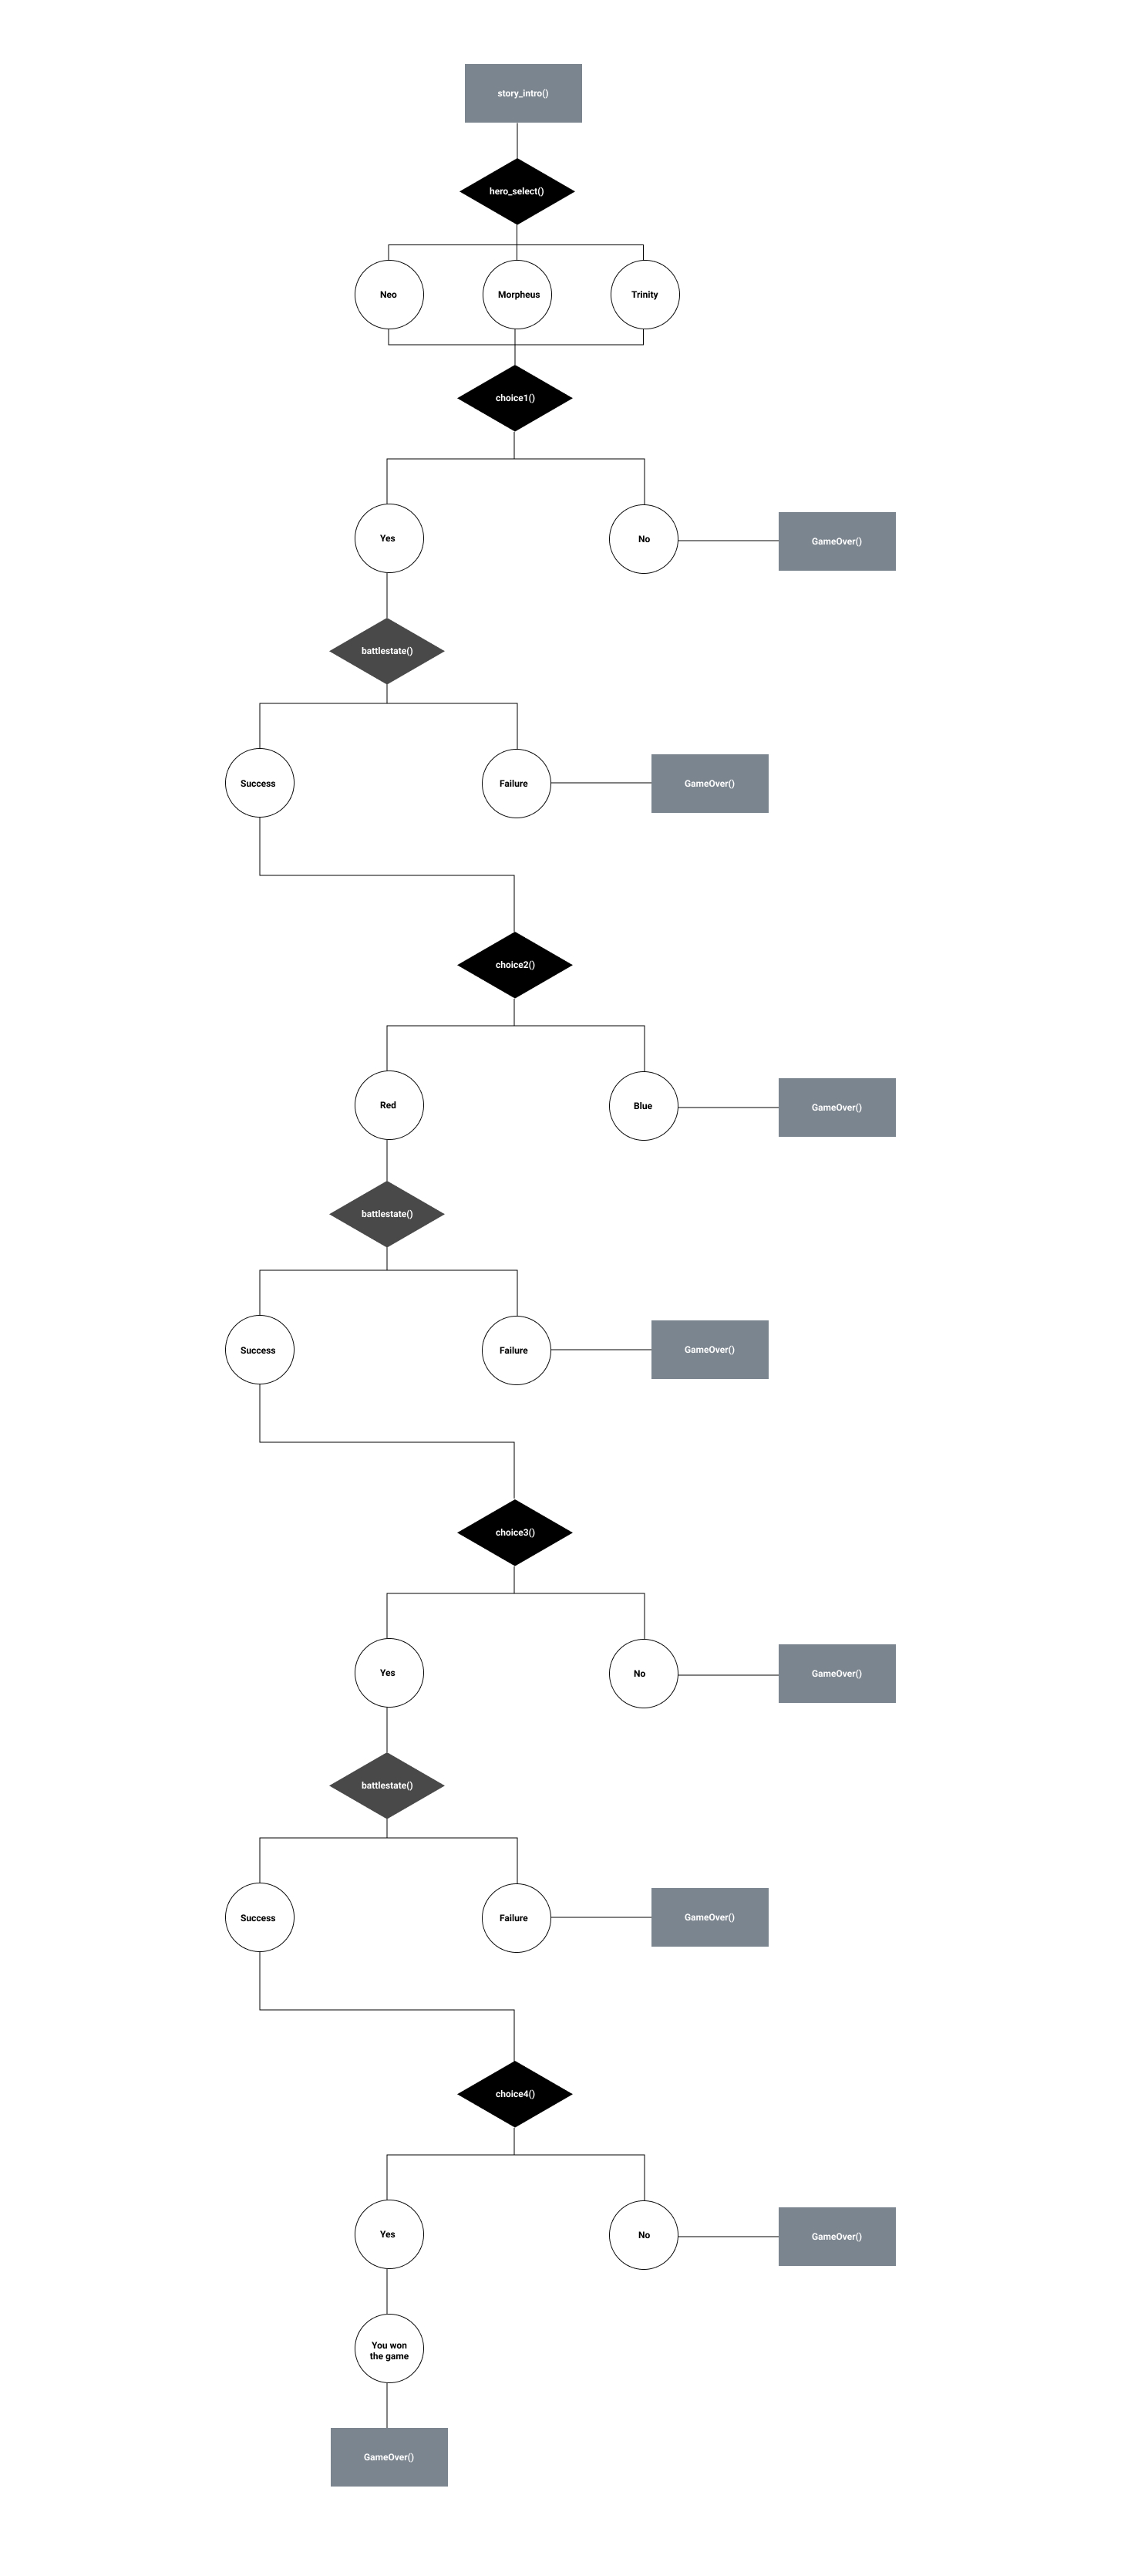 story_intro()
hero_select()
Neo
Morpheus
Trinity
choice1()
Yes
No
GameOver()
battlestate()
Success
Failure
GameOver()
choice2()
Red
Blue
GameOver()
battlestate()
Success
Failure
GameOver()
choice3()
Yes
No
GameOver()
battlestate()
Success
Failure
GameOver()
choice4()
Yes
No
GameOver()
You won
the game
GameOver()